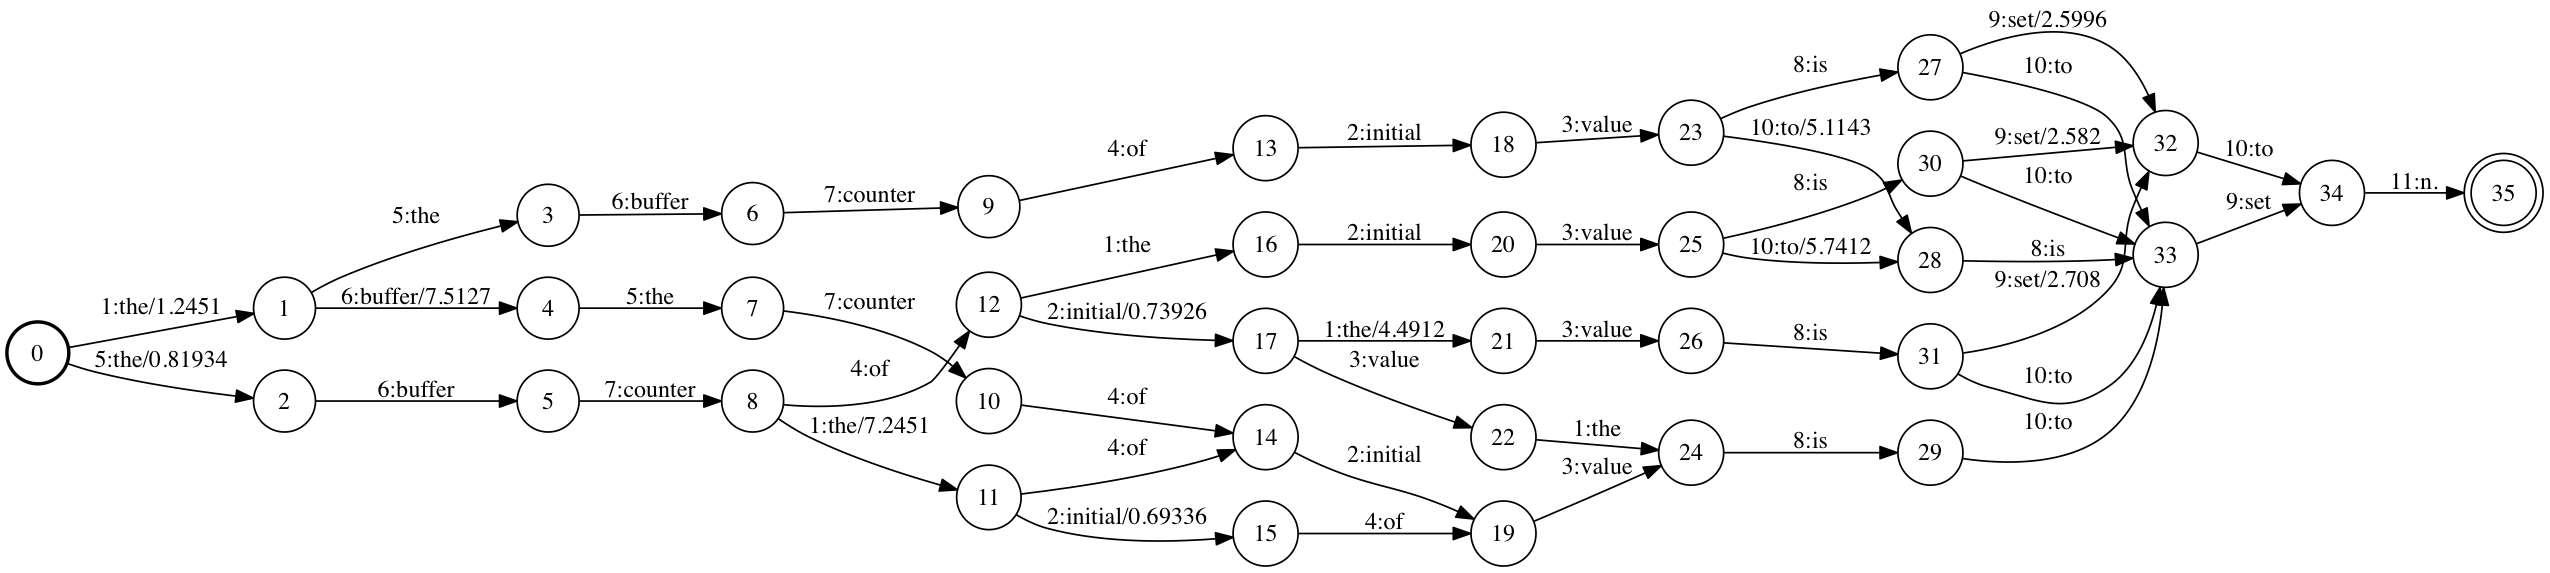 0
1:the/1.2451
5:the/0.81934
1
2
5:the
6:buffer/7.5127
6:buffer
3
4
5
6:buffer
5:the
7:counter
6
7
8
7:counter
7:counter
4:of
1:the/7.2451
9
12
10
11
4:of
1:the
2:initial/0.73926
4:of
4:of
2:initial/0.69336
13
16
17
14
15
2:initial
2:initial
1:the/4.4912
3:value
2:initial
4:of
18
20
21
22
19
3:value
3:value
3:value
1:the
3:value
23
25
26
24
8:is
10:to/5.1143
8:is
10:to/5.7412
8:is
8:is
27
30
28
31
29
9:set/2.5996
10:to
9:set/2.582
10:to
8:is
9:set/2.708
10:to
10:to
32
33
10:to
9:set
34
11:n.
35